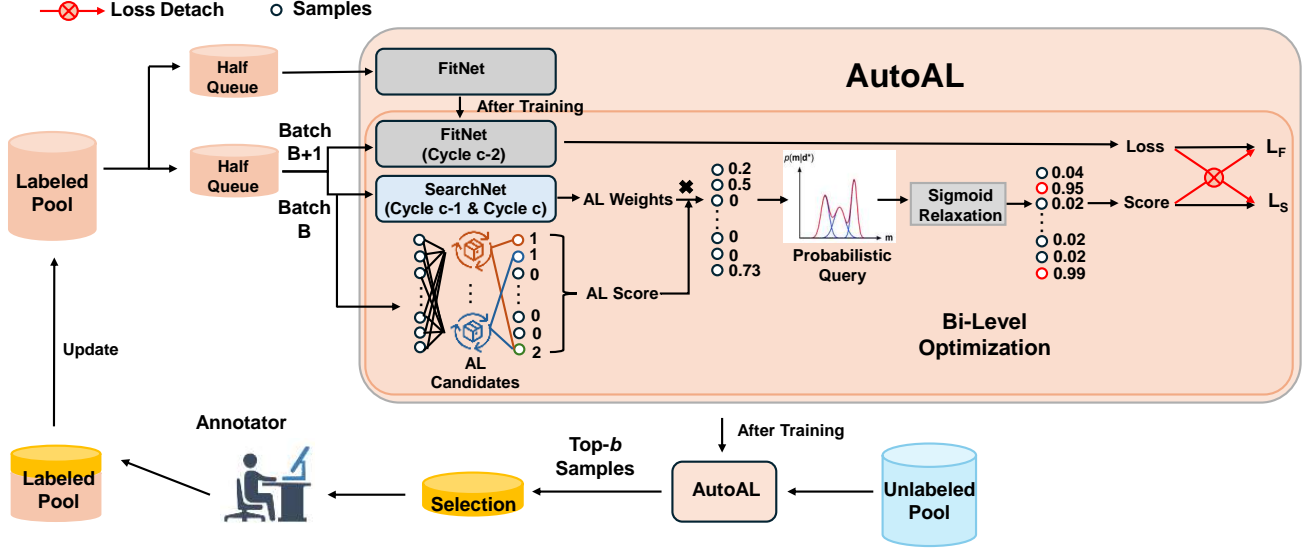 Loss Detach
Samples
Half
Queue
FitNet
AutoAL
After Training
Labeled
Pool
Half
Queue
Batch
B+1
Batch
B
FitNet
(Cycle c-2)
SearchNet
(Cycle c-1 & Cycle c)
AL Weights
0.2
0.5
0
0
0
0.73
p(m|d*)
m
Probabilistic
Query
Sigmoid
Relaxation
0.04
0.95
0.02
0.02
0.02
0.99
Loss
Score
L_F
L_S
1
1
0
0
0
2
AL Score
AL
Candidates
Bi-Level
Optimization
Update
After Training
Annotator
Labeled
Pool
Selection
Top-b
Samples
AutoAL
Unlabeled
Pool